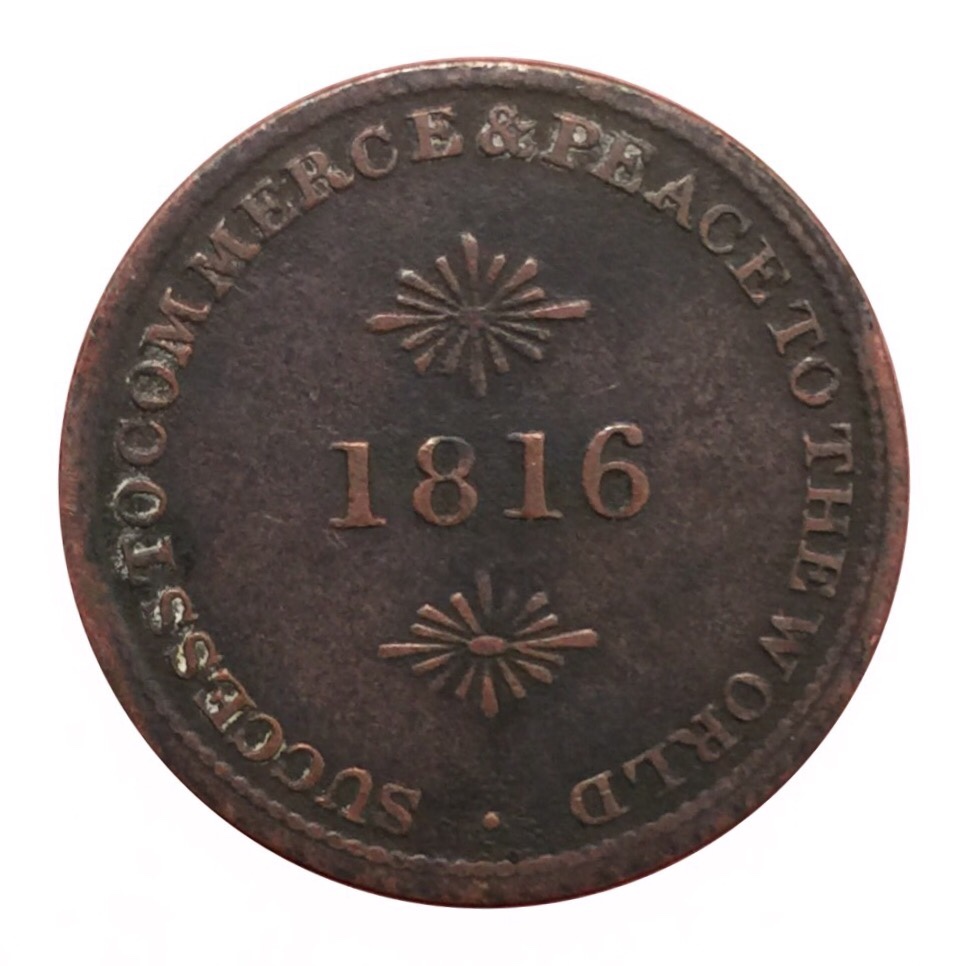 SUCCESS TO COMMERCE & PEACE TO THE WORLD
1816